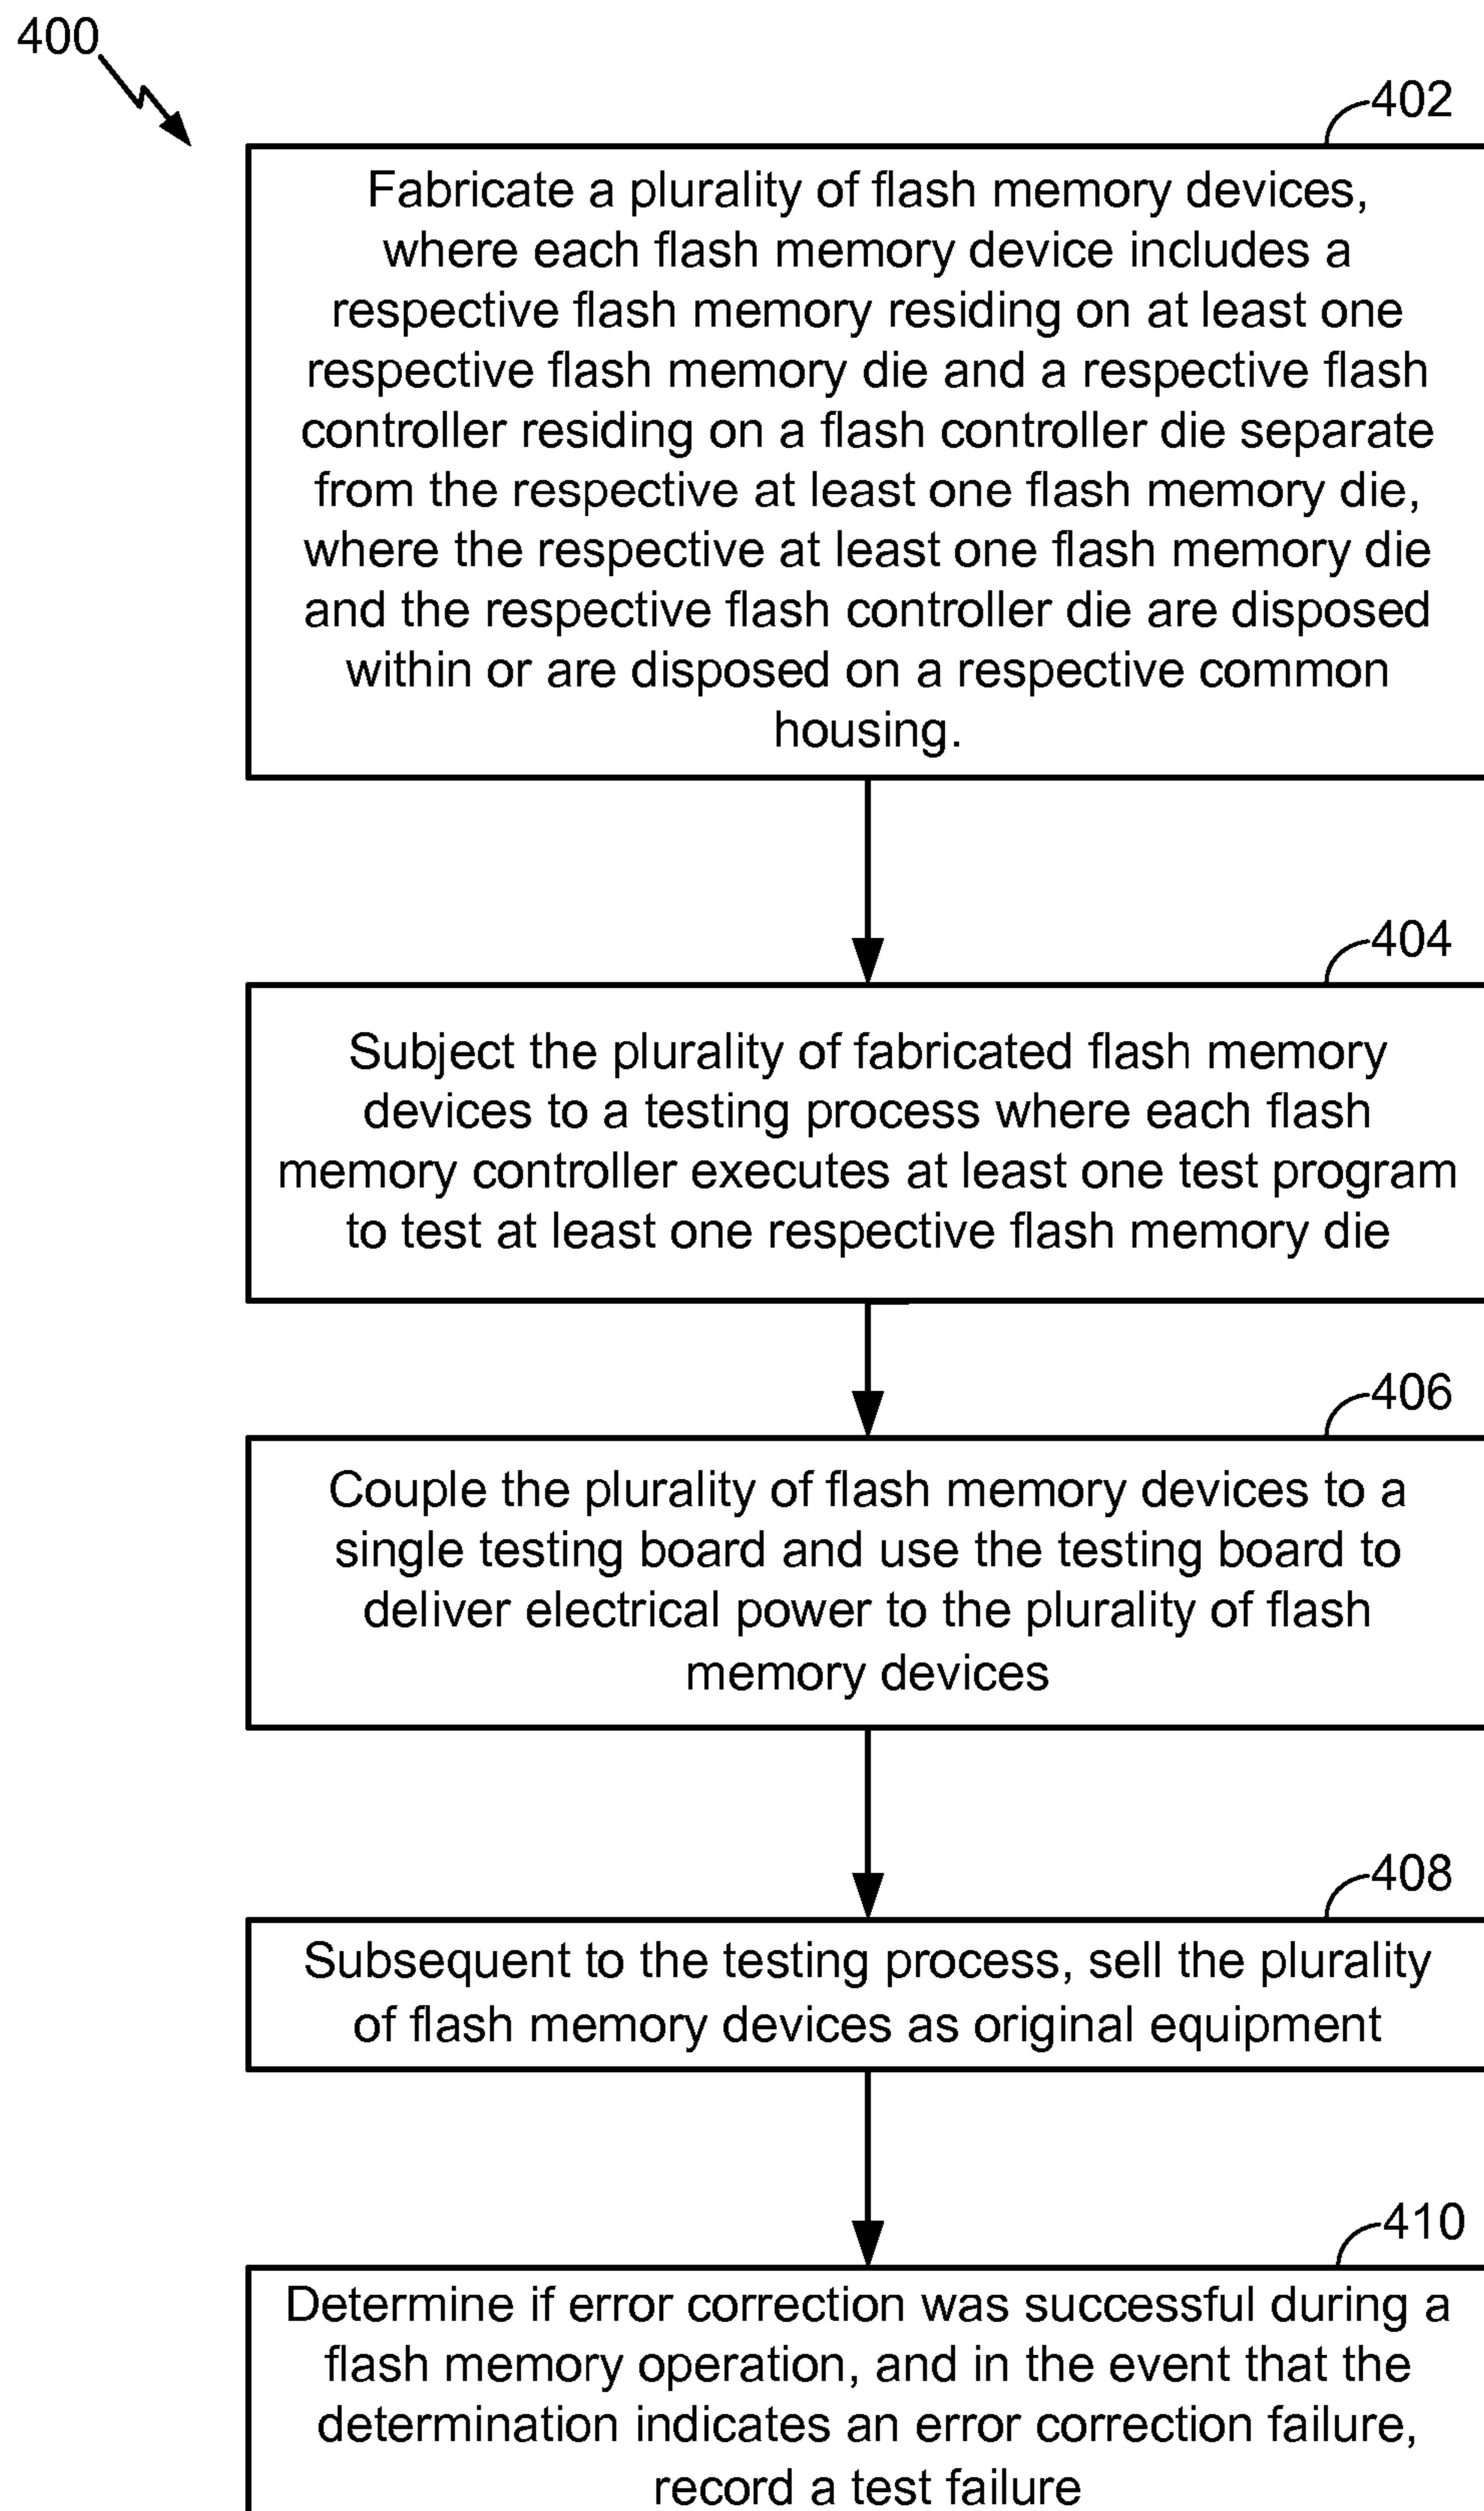 400
402
Fabricate a plurality of flash memory devices,
where each flash memory device includes a
respective flash memory residing on at least one
respective flash memory die and a respective flash
controller residing on a flash controller die separate
from the respective at least one flash memory die,
where the respective at least one flash memory die
and the respective flash controller die are disposed
within or are disposed on a respective common
housing.
404
Subject the plurality of fabricated flash memory
devices to a testing process where each flash
memory controller executes at least one test program
to test at least one respective flash memory die
406
Couple the plurality of flash memory devices to a
single testing board and use the testing board to
deliver electrical power to the plurality of flash
memory devices
408
Subsequent to the testing process, sell the plurality
of flash memory devices as original equipment
410
Determine if error correction was successful during a
flash memory operation, and in the event that the
determination indicates an error correction failure,
record a test failure